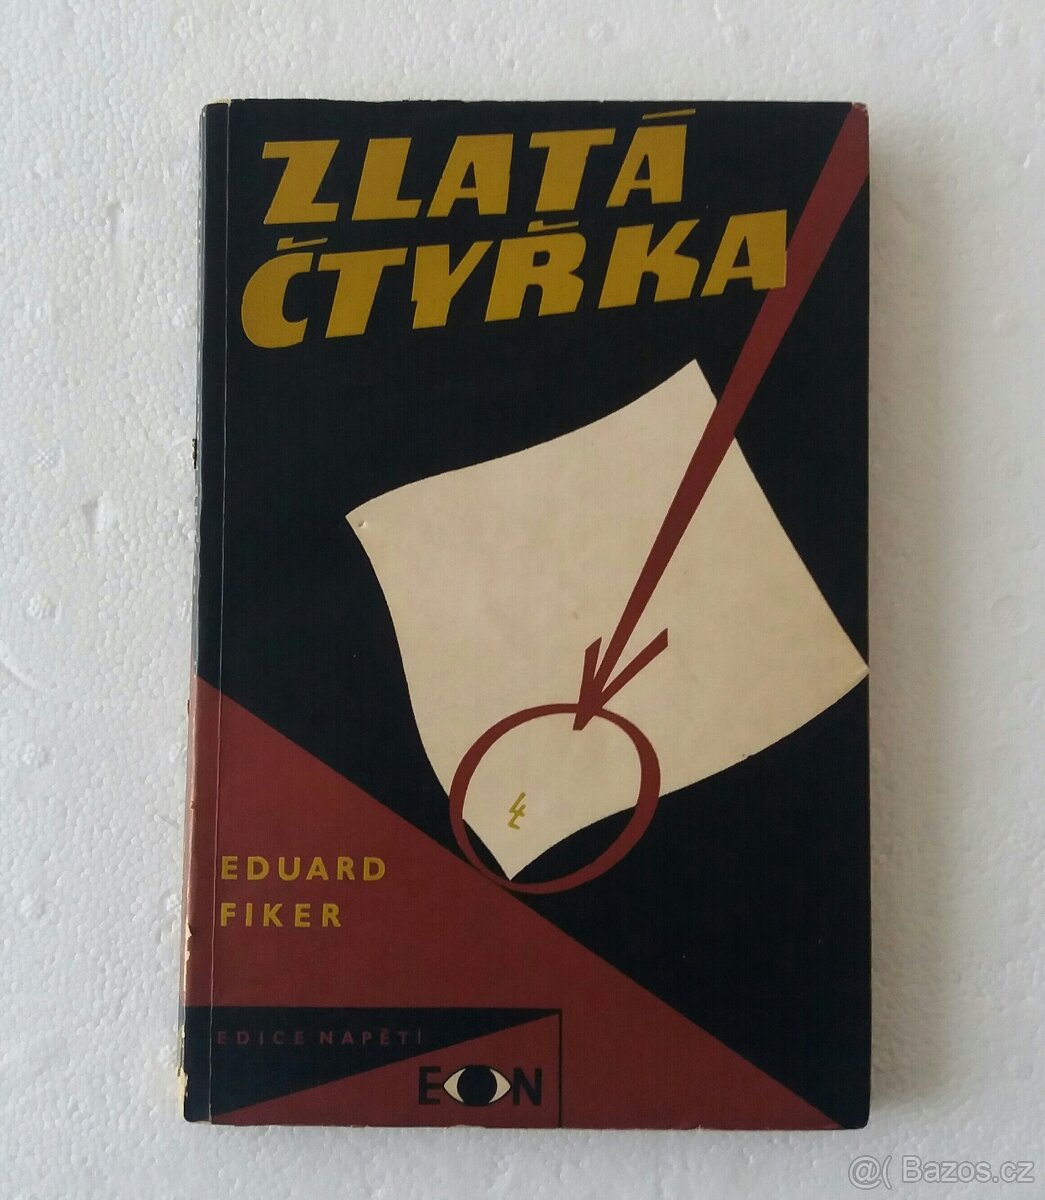 ZLATÁ
ČTYŘKA
4
EDUARD
FIKER
EDICE NAPĚTÍ
EON
@( Bazos.cz